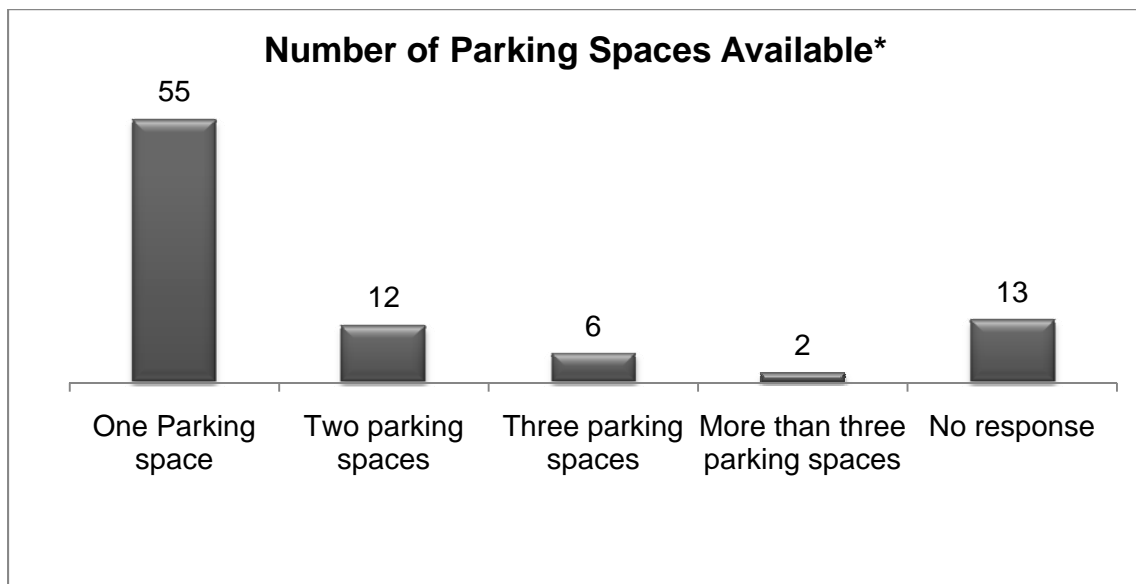 Number of Parking Spaces Available*
55
12
6
2
13
One Parking
space
Two parking
spaces
Three parking
spaces
More than three
parking spaces
No response